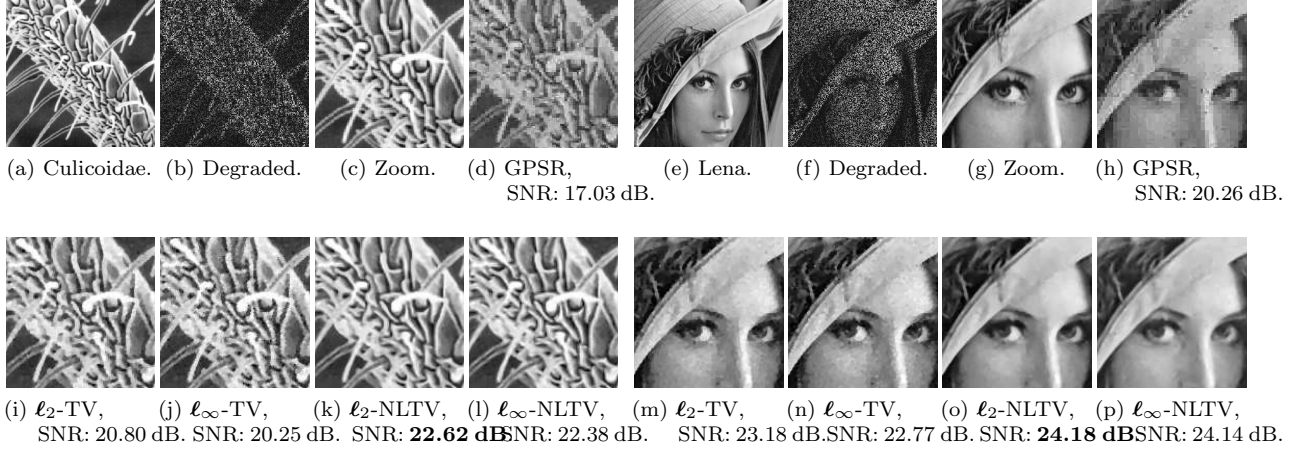 (a) Culicoidae. (b) Degraded. (c) Zoom. (d) GPSR, (e) Lena. (f) Degraded. (g) Zoom. (h) GPSR,
SNR: 17.03 dB. SNR: 20.26 dB.
(i) ℓ₂-TV, (j) ℓ∞-TV, (k) ℓ₂-NLTV, (l) ℓ∞-NLTV, (m) ℓ₂-TV, (n) ℓ∞-TV, (o) ℓ₂-NLTV, (p) ℓ∞-NLTV,
SNR: 20.80 dB. SNR: 20.25 dB. SNR: 22.62 dB SNR: 22.38 dB. SNR: 23.18 dB. SNR: 22.77 dB. SNR: 24.18 dB SNR: 24.14 dB.